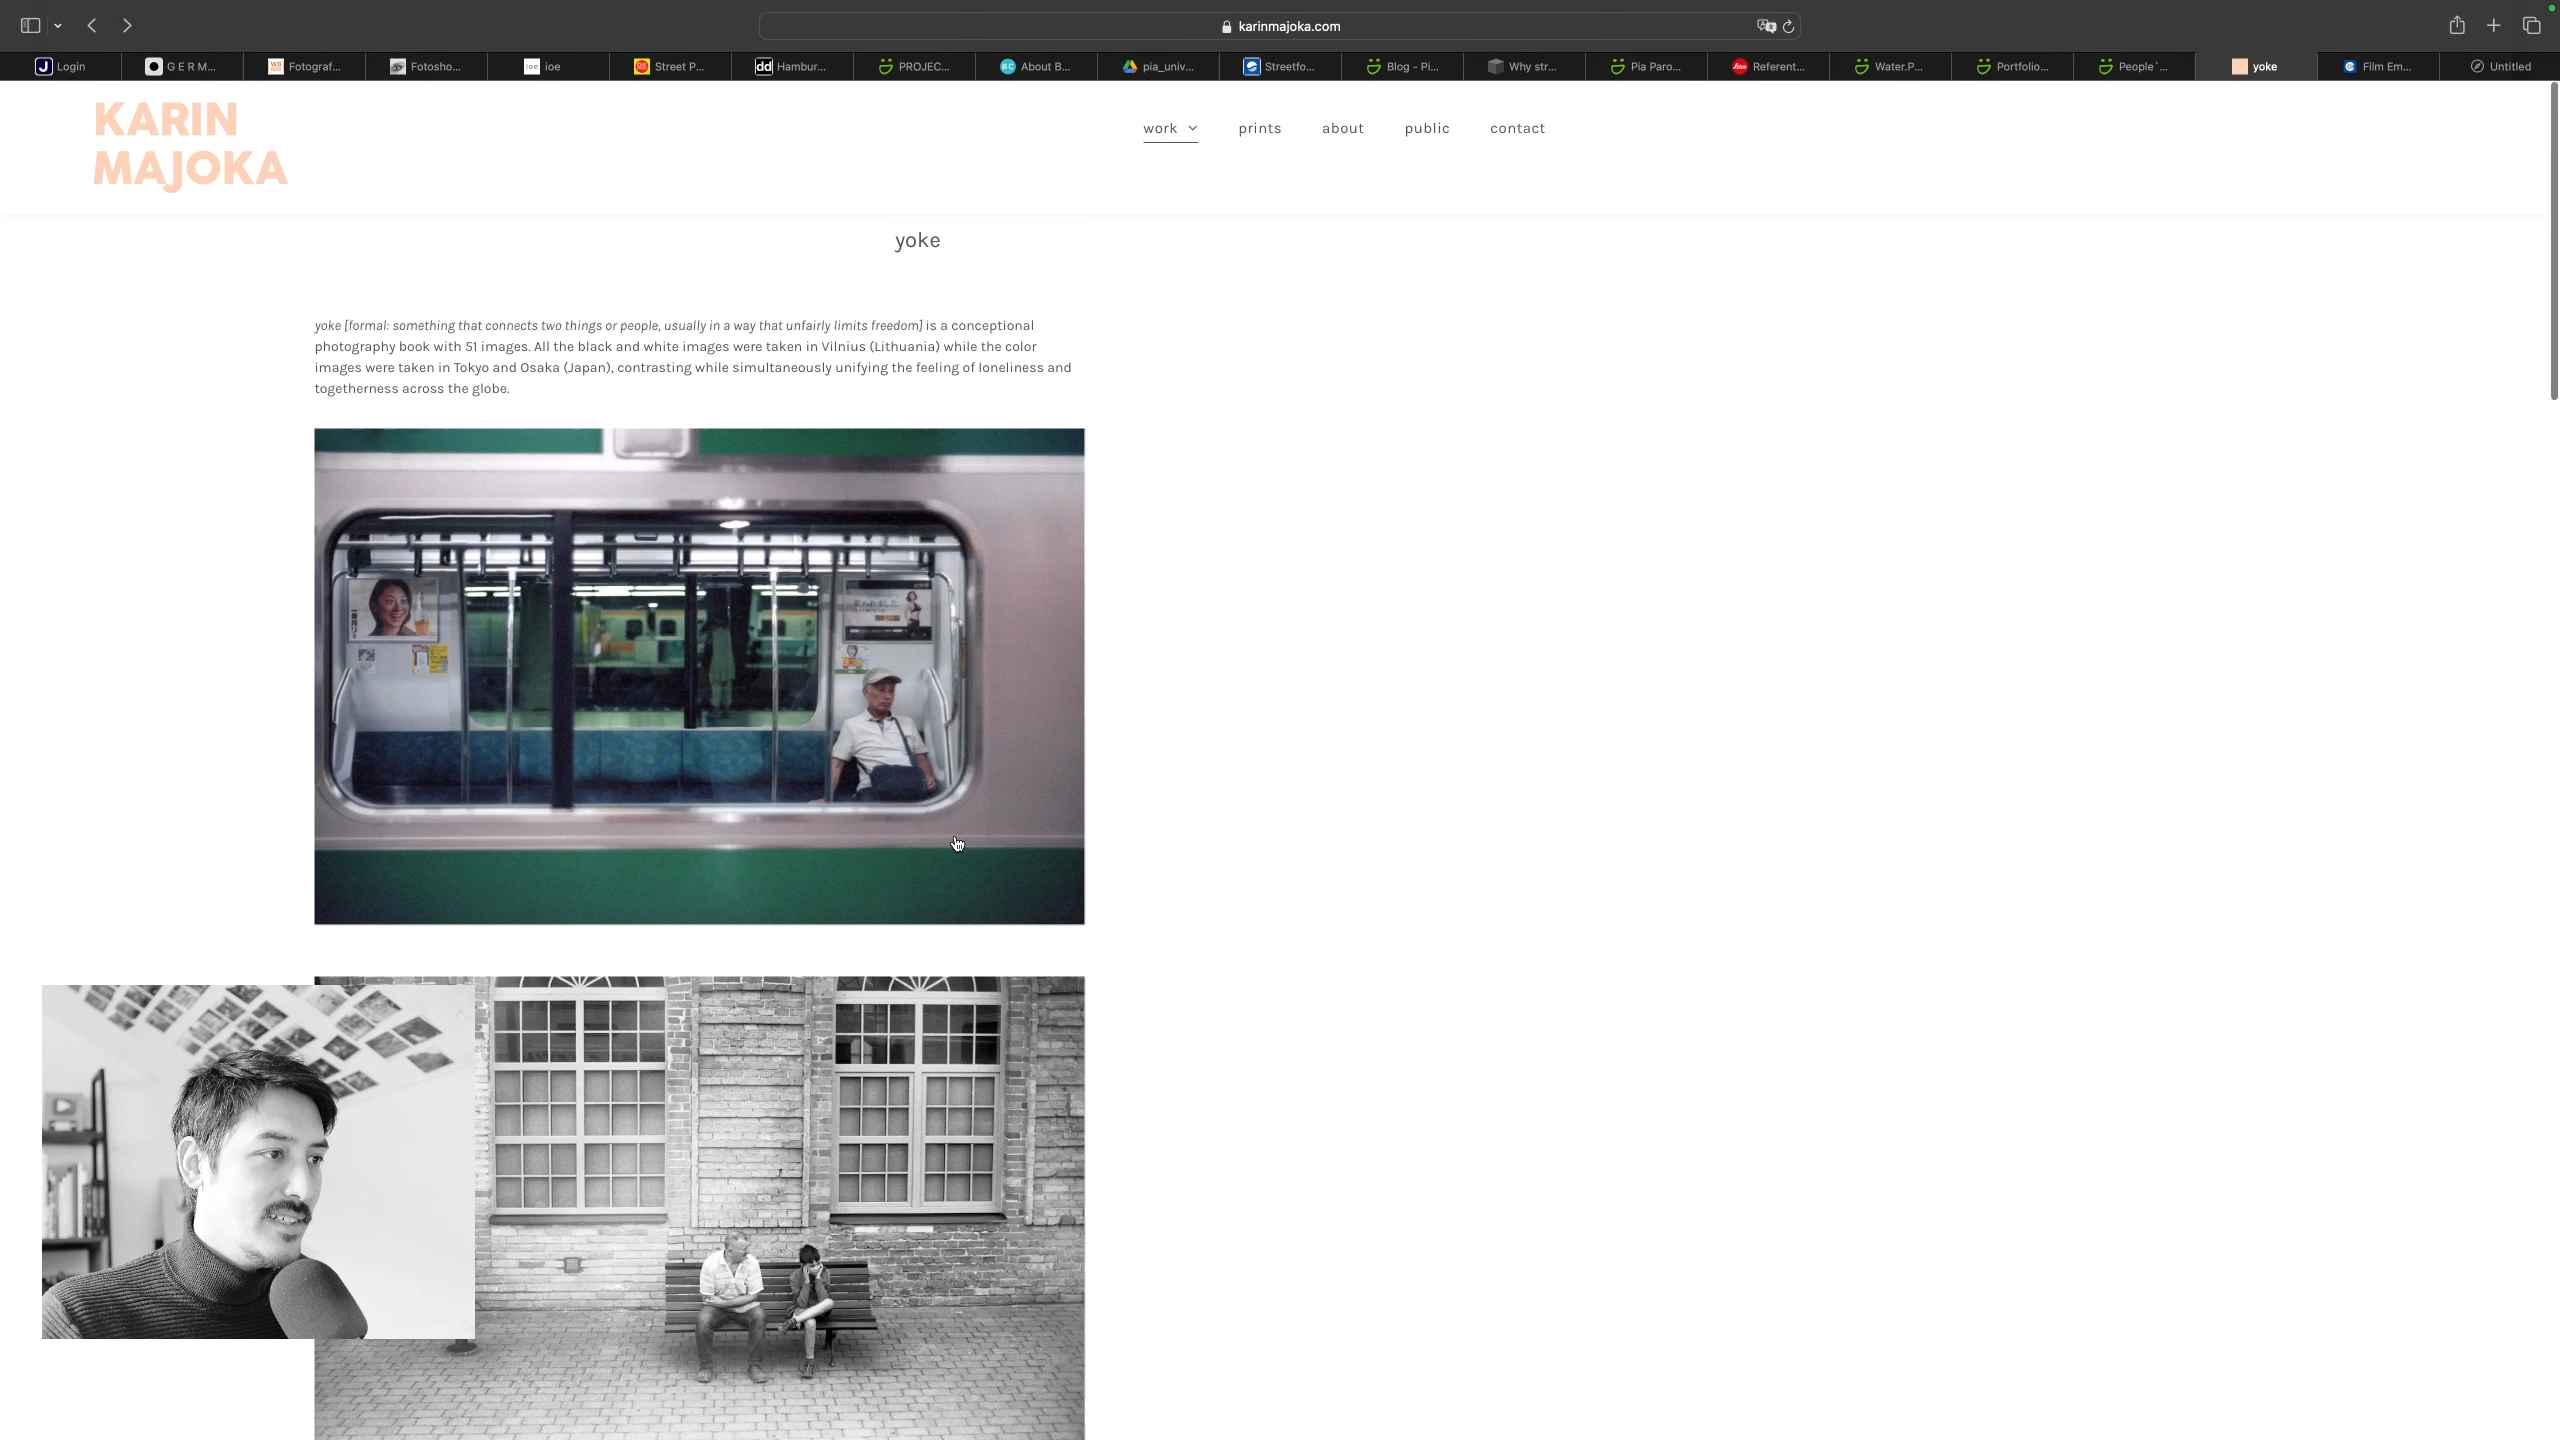 karinmajoka.com
Login
G E R M...
Fotograf...
Fotosho...
ioe
ioe
Street P...
dd
Hambur...
PROJEC...
BC
About B...
pia_univ...
Streetfo...
Blog - Pi...
Why str...
Pia Paro...
Referent...
Water.P...
Portfolio...
People`...
yoke
Film Em...
Untitled
KARIN
MAJOKA
work
prints
about
public
contact
yoke
yoke [formal: something that connects two things or people, usually in a way that unfairly limits freedom] is a conceptional
photography book with 51 images. All the black and white images were taken in Vilnius (Lithuania) while the color
images were taken in Tokyo and Osaka (Japan), contrasting while simultaneously unifying the feeling of loneliness and
togetherness across the globe.